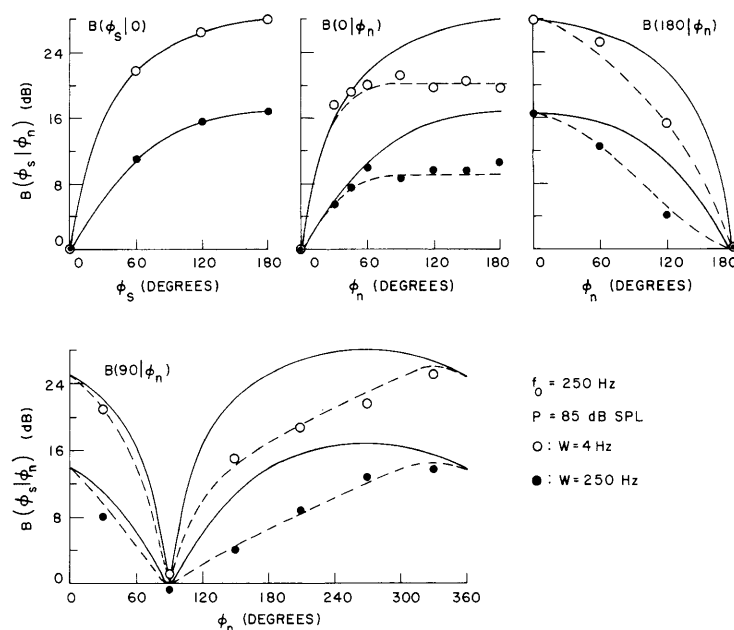 B(ϕs|0)
B(0|ϕn)
B(180|ϕn)
B(ϕs|ϕn) (dB)
28
24
16
8
0
0 60 120 180
0 60 120 180
0 60 120 180
ϕs (DEGREES)
ϕn (DEGREES)
ϕn (DEGREES)
B(90|ϕn)
B(ϕs|ϕn) (dB)
24
16
8
0
0 60 120 180 240 300 360
ϕn (DEGREES)
f0 = 250 Hz
P = 85 dB SPL
○ : W = 4 Hz
● : W = 250 Hz